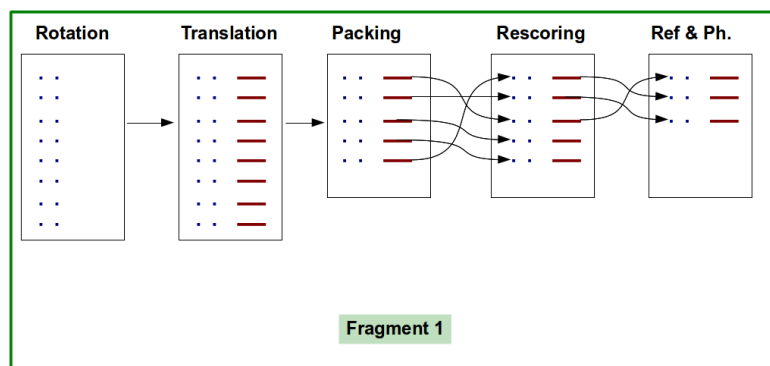 Rotation Translation Packing Rescoring Ref & Ph.
Fragment 1